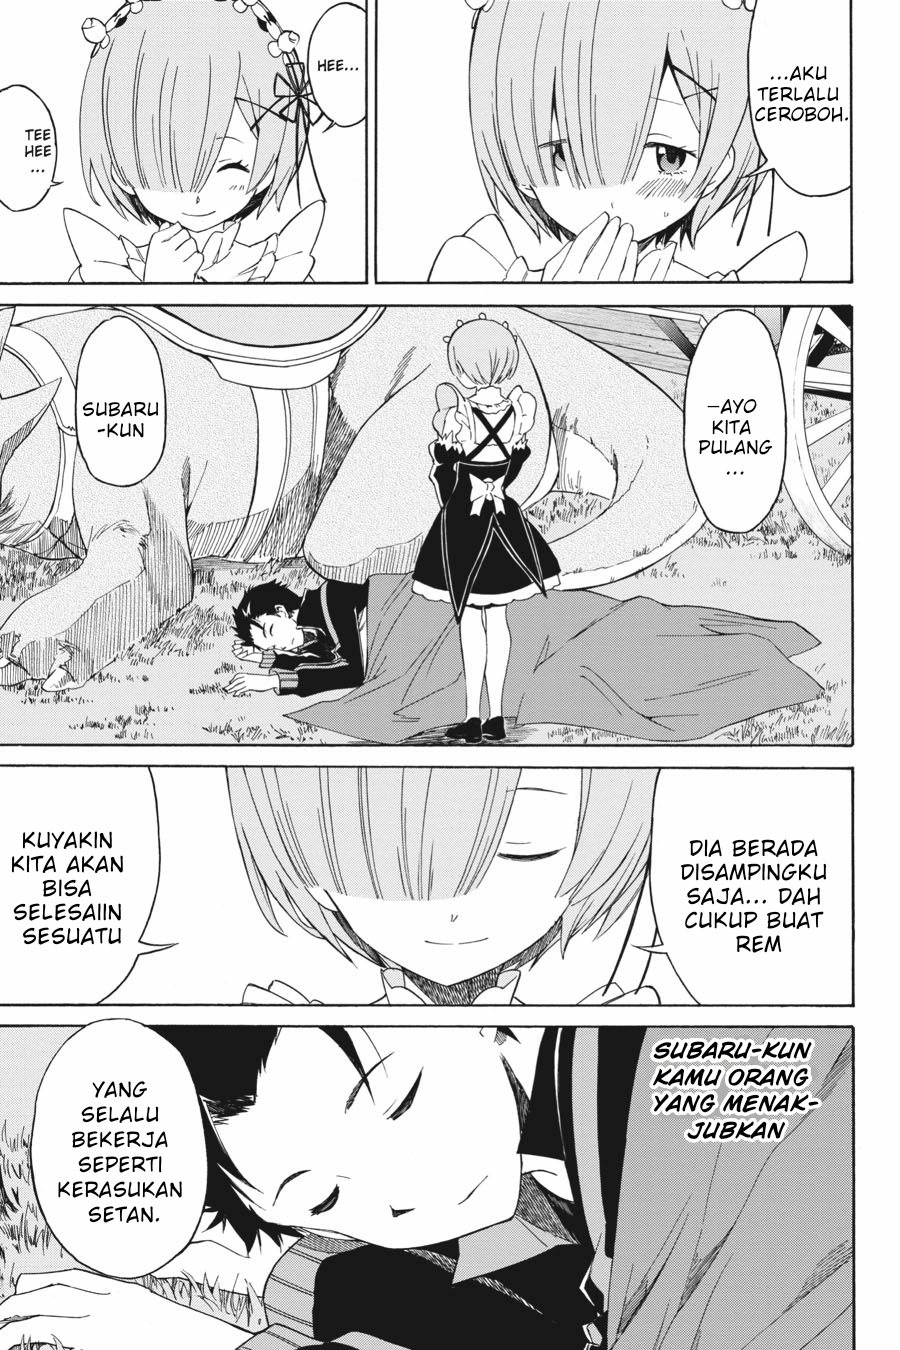 ...AKU
TERLALU
CEROBOH.
HEE...
TEE
HEE
...
–AYO
KITA
PULANG
...
SUBARU
-KUN
DIA BERADA
DISAMPINGKU
SAJA... DAH
CUKUP BUAT
REM
KUYAKIN
KITA AKAN
BISA
SELESAIIN
SESUATU
SUBARU-KUN
KAMU ORANG
YANG MENAK-
JUBKAN
YANG
SELALU
BEKERJA
SEPERTI
KERASUKAN
SETAN.